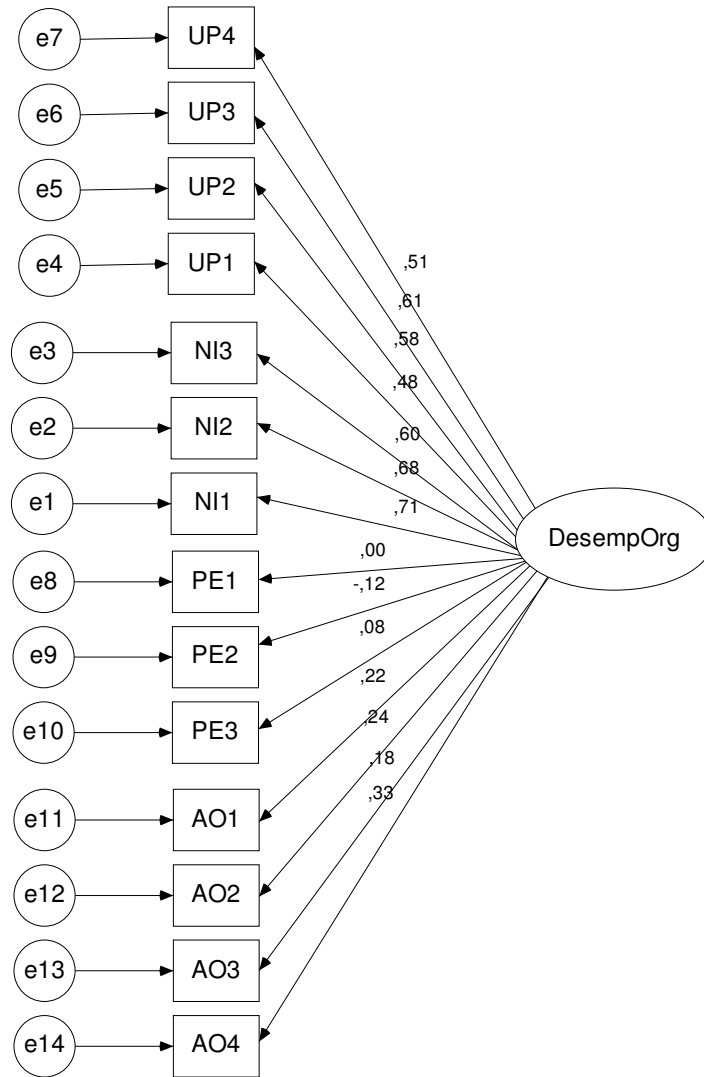 e7
UP4
e6
UP3
e5
UP2
e4
UP1
,51
,61
,58
,48
e3
NI3
e2
NI2
e1
NI1
,60
,68
,71
DesempOrg
e8
PE1
,00
e9
PE2
-,12
e10
PE3
,08
e11
AO1
,22
e12
AO2
,24
e13
AO3
,18
e14
AO4
,33